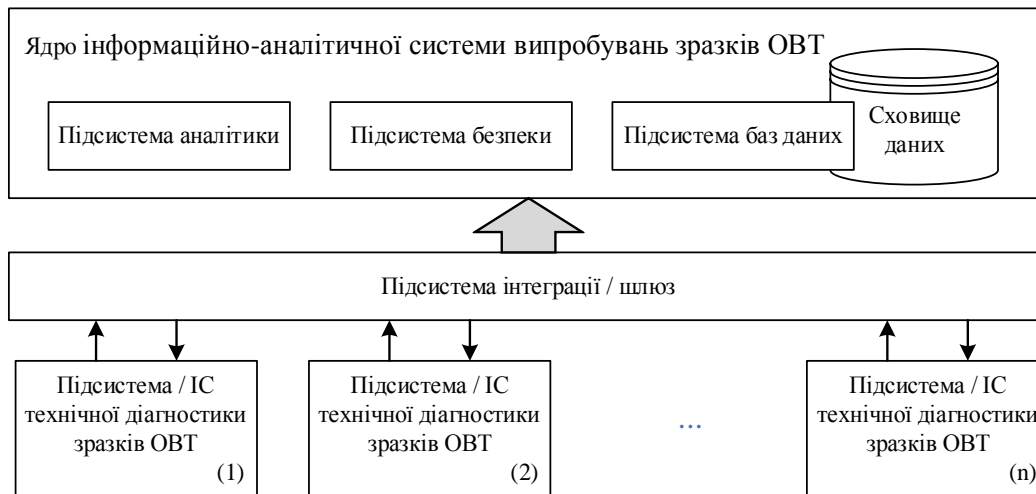 Ядро інформаційно-аналітичної системи випробувань зразків ОВТ
Підсистема аналітики
Підсистема безпеки
Підсистема баз даних
Сховище
даних
Підсистема інтеграції / шлюз
Підсистема / ІС
технічної діагностики
зразків ОВТ
(1)
Підсистема / ІС
технічної діагностики
зразків ОВТ
(2)
...
Підсистема / ІС
технічної діагностики
зразків ОВТ
(n)